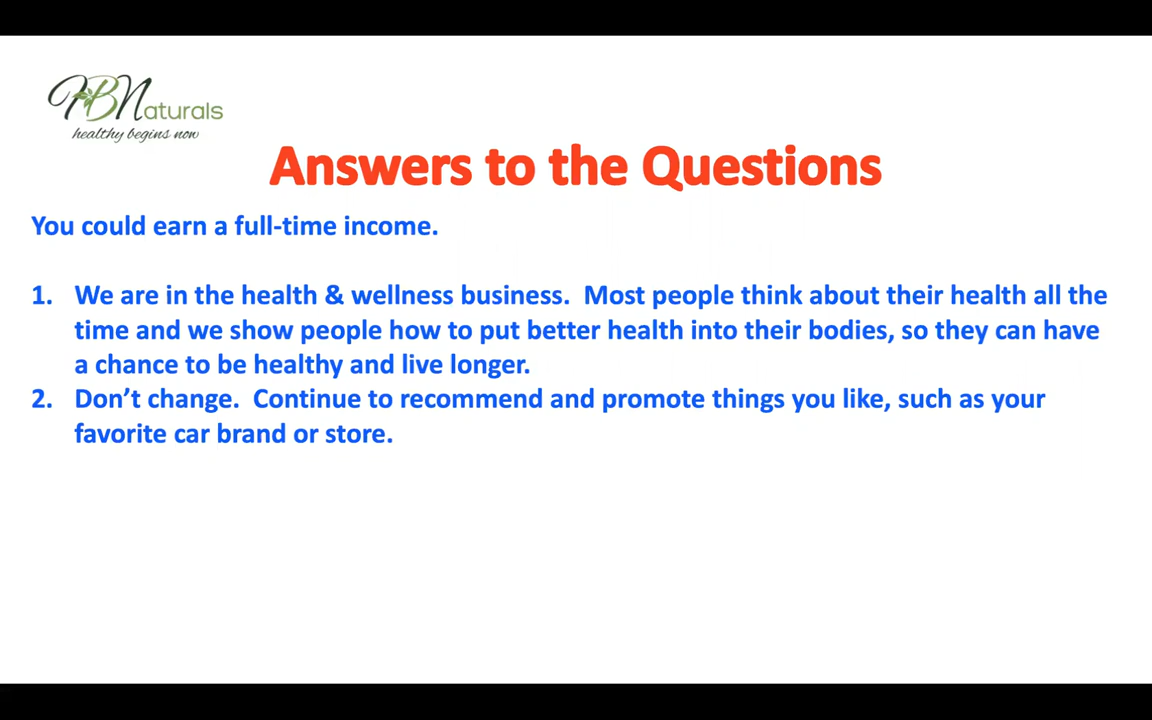 HBNaturals
healthy begins now
Answers to the Questions
You could earn a full-time income.
1. We are in the health & wellness business.  Most people think about their health all the
time and we show people how to put better health into their bodies, so they can have
a chance to be healthy and live longer.
2. Don’t change.  Continue to recommend and promote things you like, such as your
favorite car brand or store.